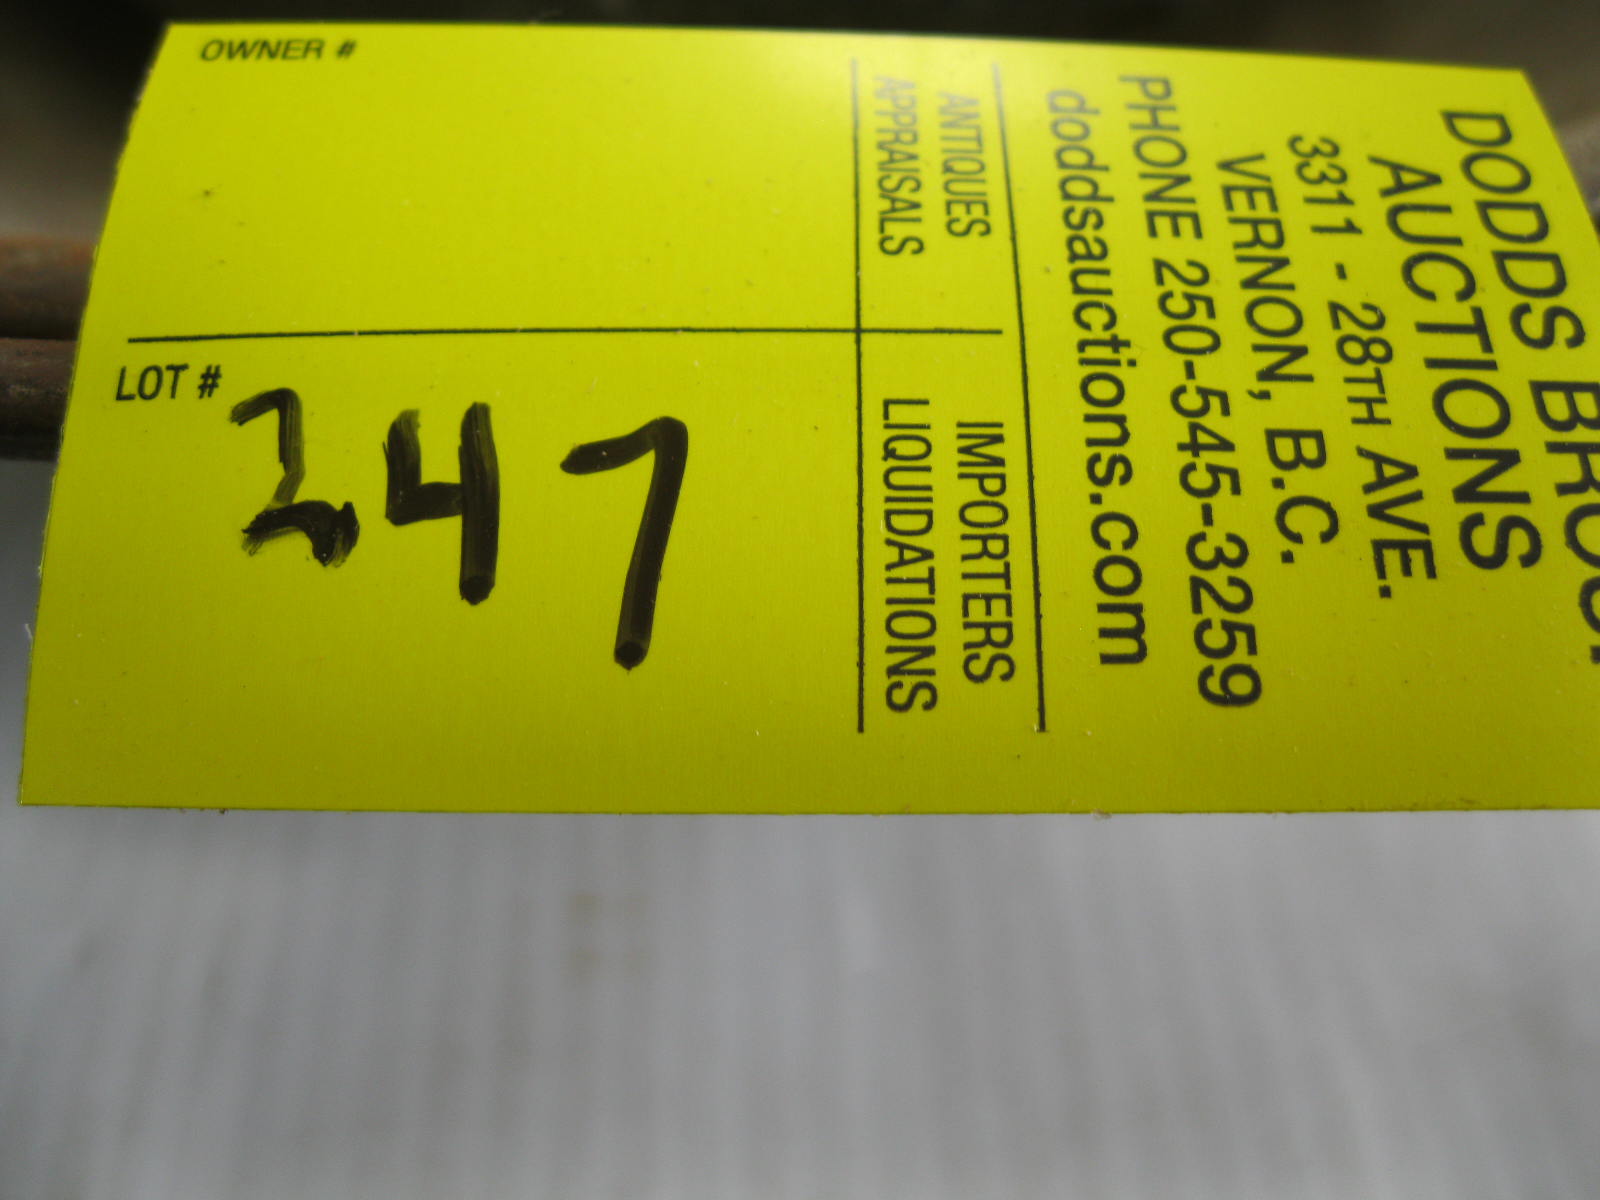 DODDS
AUCTIONS
3311 - 28TH AVE.
VERNON, B.C.
PHONE 250-545-3259
doddsauctions.com
ANTIQUES
APPRAISALS
IMPORTERS
LIQUIDATIONS
OWNER #
LOT #
247